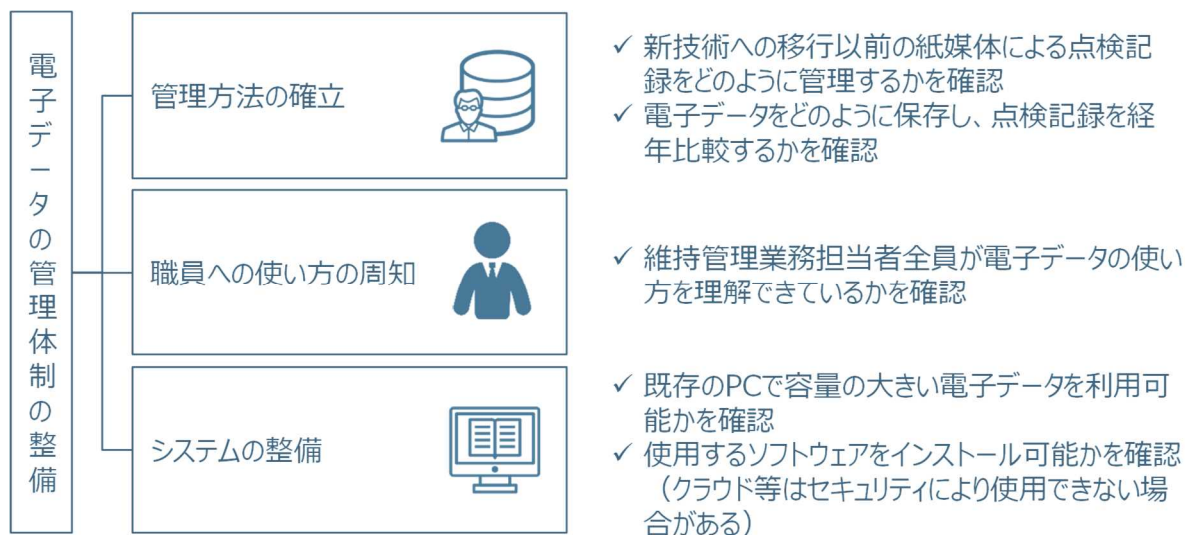 電子データの管理体制の整備
管理方法の確立
✓ 新技術への移行以前の紙媒体による点検記
録をどのように管理するかを確認
✓ 電子データをどのように保存し、点検記録を経
年比較するかを確認
職員への使い方の周知
✓ 維持管理業務担当者全員が電子データの使い
方を理解できているかを確認
システムの整備
✓ 既存のPCで容量の大きい電子データを利用可
能かを確認
✓ 使用するソフトウェアをインストール可能かを確認
（クラウド等はセキュリティにより使用できない場
合がある）